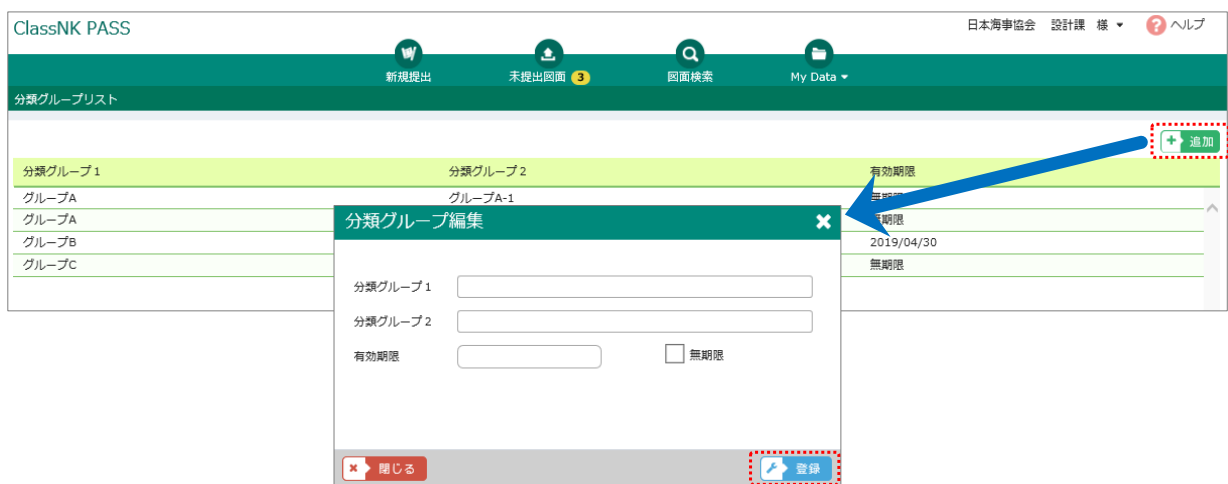 ClassNK PASS
日本海事協会 設計課 様 ▼ ? ヘルプ
新規提出 未提出図面 3 図面検索 My Data ▼
分類グループリスト
追加
分類グループ1 分類グループ2 有効期限
グループA グループA-1
グループA 期限
グループB 2019/04/30
グループC 無期限
分類グループ編集
分類グループ1
分類グループ2
有効期限 無期限
閉じる 登録